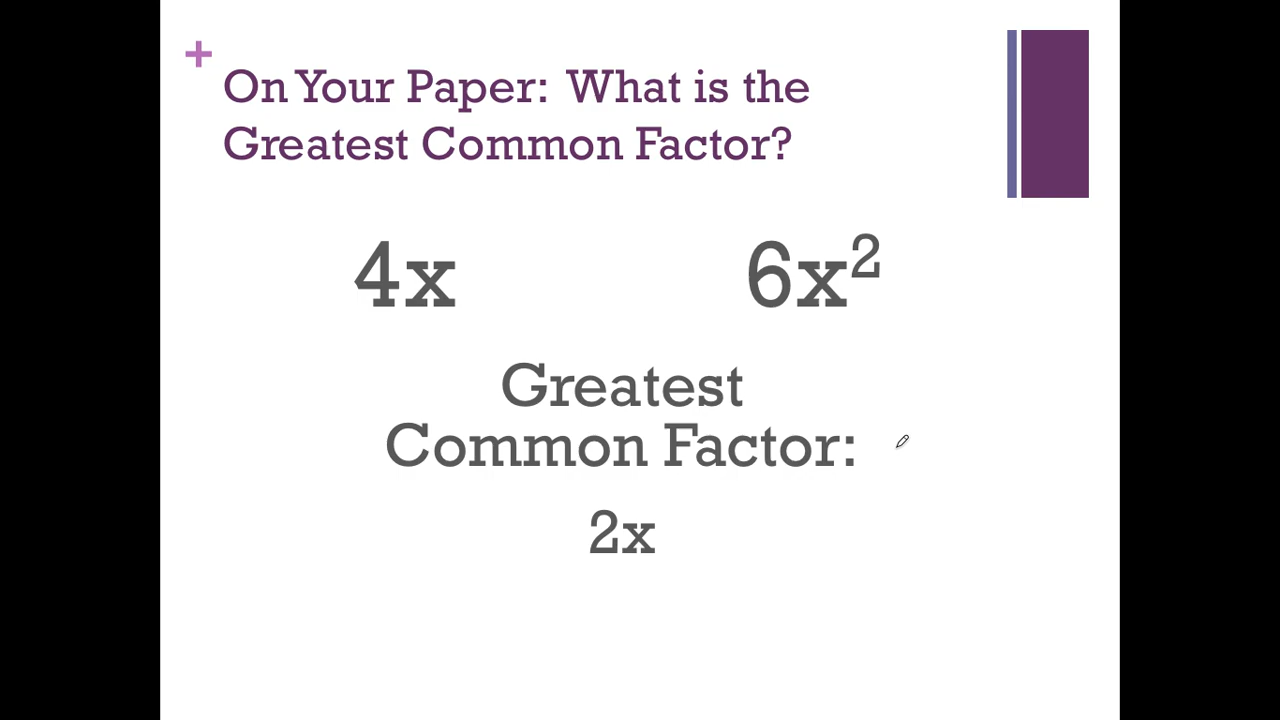 +
On Your Paper: What is the
Greatest Common Factor?
4x 6x²
Greatest
Common Factor:
2x